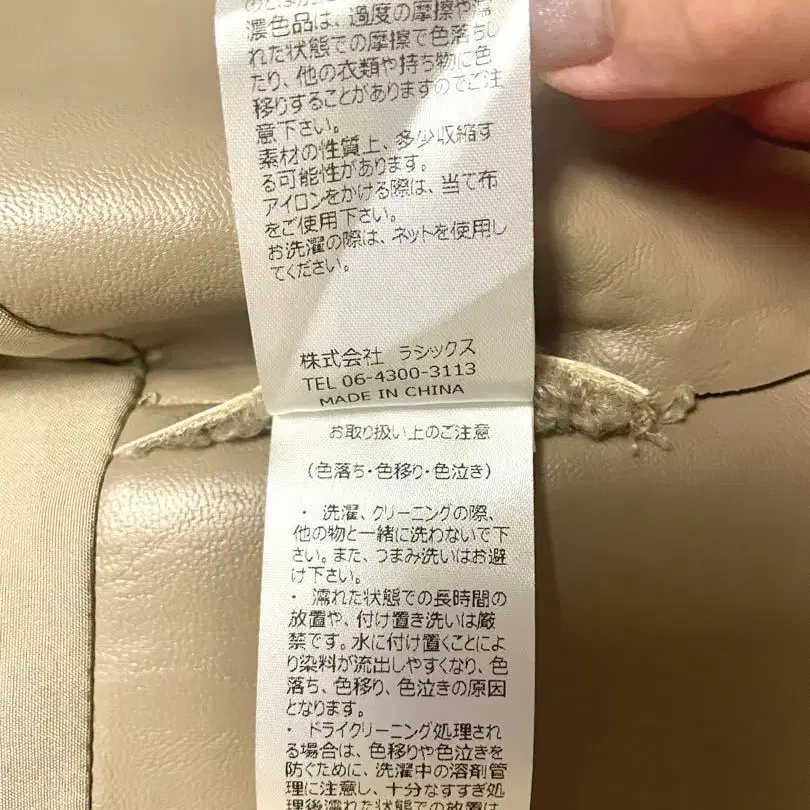 濃色品は、過度の摩擦や濡
れた状態での摩擦で色落ちし
たり、他の衣類や持ち物に色
移りすることがありますのでご注
意下さい。
素材の性質上、多少収縮す
る可能性があります。
アイロンをかける際は、当て布
をご使用下さい。
お洗濯の際は、ネットを使用し
てください。
株式会社 ラシックス
TEL 06-4300-3113
MADE IN CHINA
お取り扱い上のご注意
(色落ち・色移り・色泣き)
・ 洗濯、クリーニングの際、
他の物と一緒に洗わないで下
さい。また、つまみ洗いはお避
け下さい。
・ 濡れた状態での長時間の
放置や、付け置き洗いは厳
禁です。水に付け置くことによ
り染料が流出しやすくなり、色
落ち、色移り、色泣きの原因
となります。
・ ドライクリーニング処理され
る場合は、色移りや色泣きを
防ぐために、洗濯中の溶剤管
理に注意し、十分なすすぎ処
理後濡れた状態での放置は